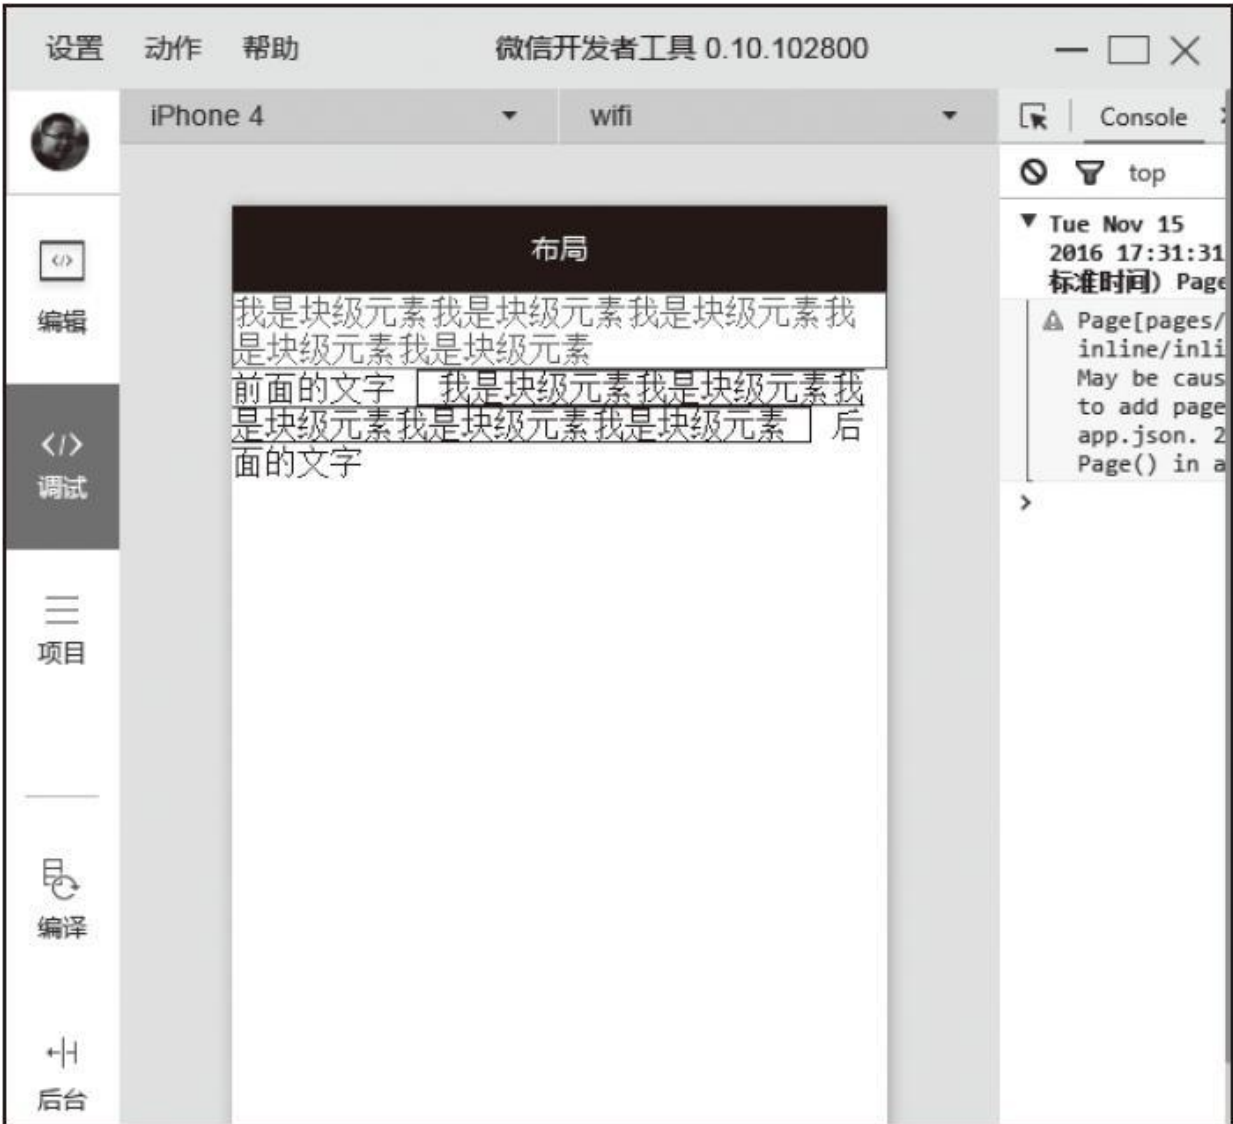 设置 动作 帮助 微信开发者工具 0.10.102800
iPhone 4 wifi Console
top
编辑
调试
项目
编译
后台
布局
我是块级元素我是块级元素我是块级元素我
是块级元素我是块级元素
前面的文字 我是块级元素我是块级元素我
是块级元素我是块级元素我是块级元素 后
面的文字
Tue Nov 15
2016 17:31:31
标准时间) Page
Page[pages/
inline/inli
May be caus
to add page
app.json. 2
Page() in a